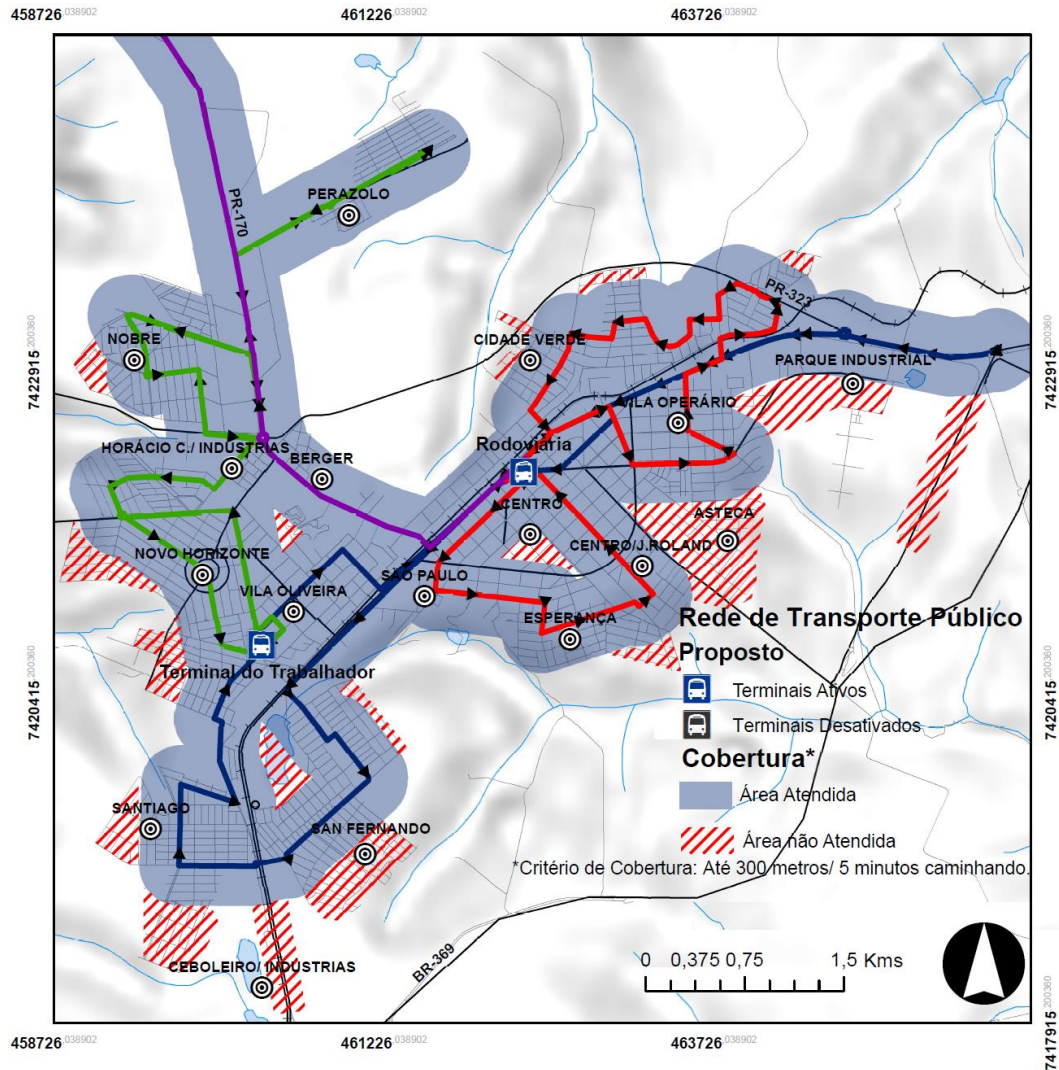 458726,038902
461226,038902
463726,038902
PERAZOLO
PR-170
PR-323
7422915,200360
7422915,200360
NOBRE
CIDADE VERDE
PARQUE INDUSTRIAL
VILA OPERÁRIO
HORÁCIO C./ INDUSTRIAS
BERGER
Rodoviária
CENTRO
ASTECA
CENTRO/J.ROLAND
NOVO HORIZONTE
VILA OLIVEIRA
SÃO PAULO
ESPERANÇA
Terminal do Trabalhador
7420415,200360
7420415,200360
Rede de Transporte Público
Proposto
Terminais Ativos
Terminais Desativados
Cobertura*
Área Atendida
Área não Atendida
*Critério de Cobertura: Até 300 metros/ 5 minutos caminhando.
SANTIAGO
SAN FERNANDO
CEBOLEIRO/ INDUSTRIAS
BR-369
0 0,375 0,75 1,5 Kms
7417915,200360
458726,038902
461226,038902
463726,038902